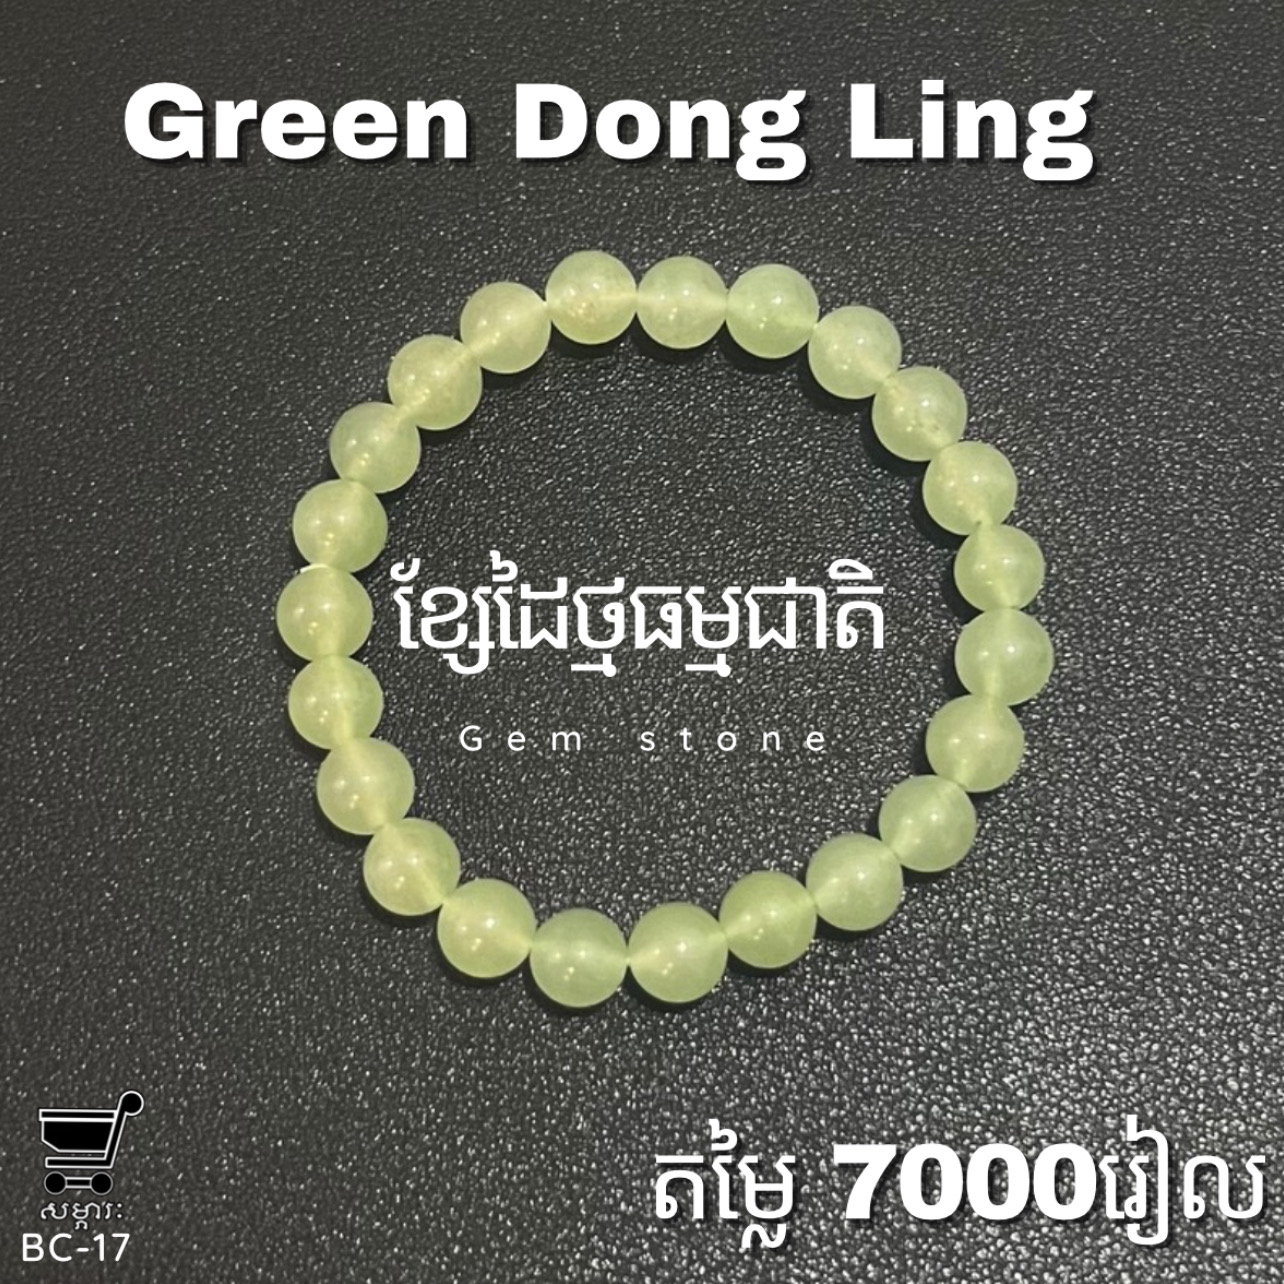 Green Dong Ling
ខ្សែដៃថ្មធម្មជាតិ
Gem stone
សម្ភារៈ
BC-17
តម្លៃ 7000រៀល